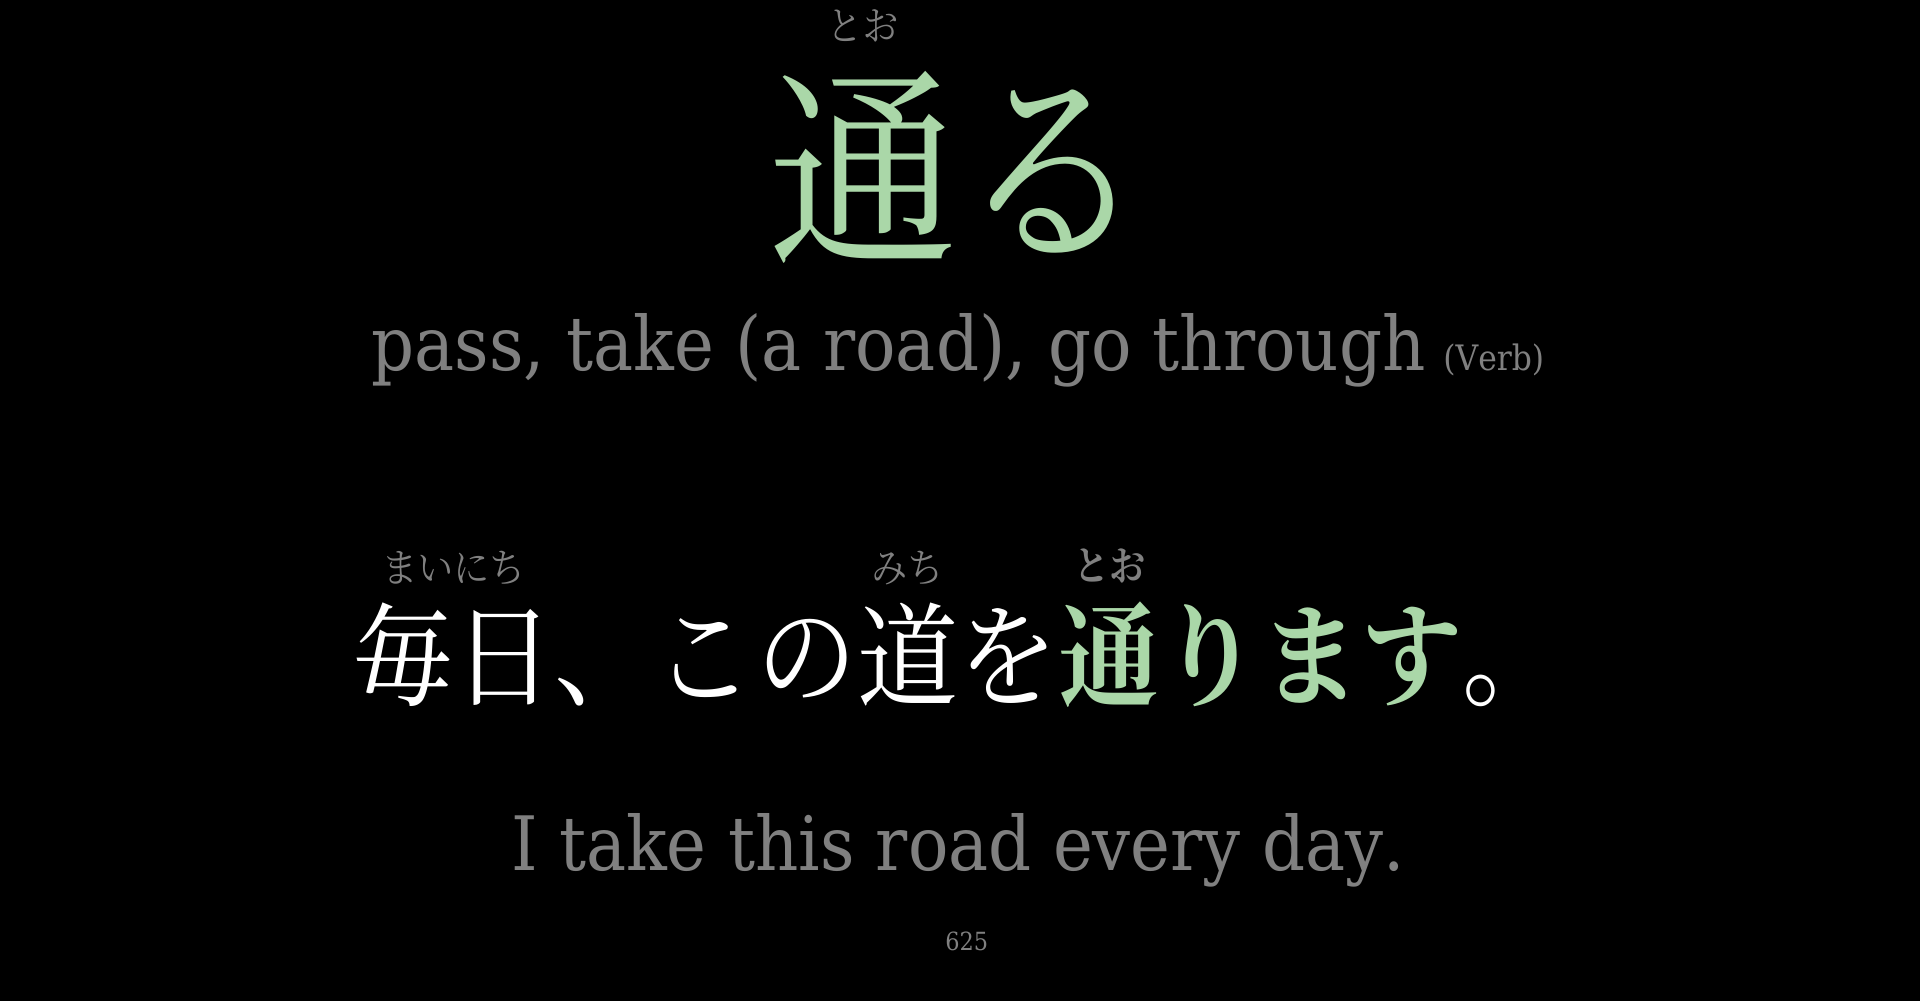 とお
通る
pass, take (a road), go through (Verb)
まいにち みち とお
毎日、この道を通ります。
I take this road every day.
625